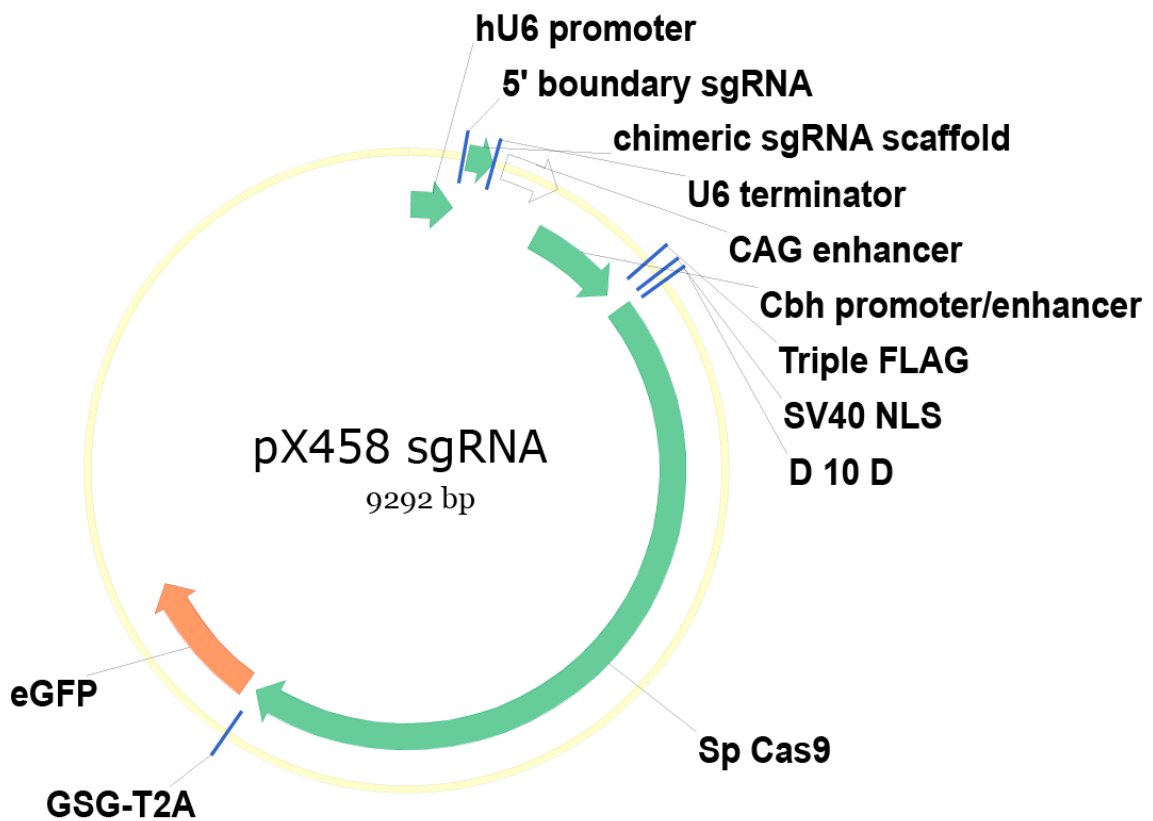 hU6 promoter
5' boundary sgRNA
chimeric sgRNA scaffold
U6 terminator
CAG enhancer
Cbh promoter/enhancer
Triple FLAG
SV40 NLS
D 10 D
pX458 sgRNA
9292 bp
eGFP
Sp Cas9
GSG-T2A